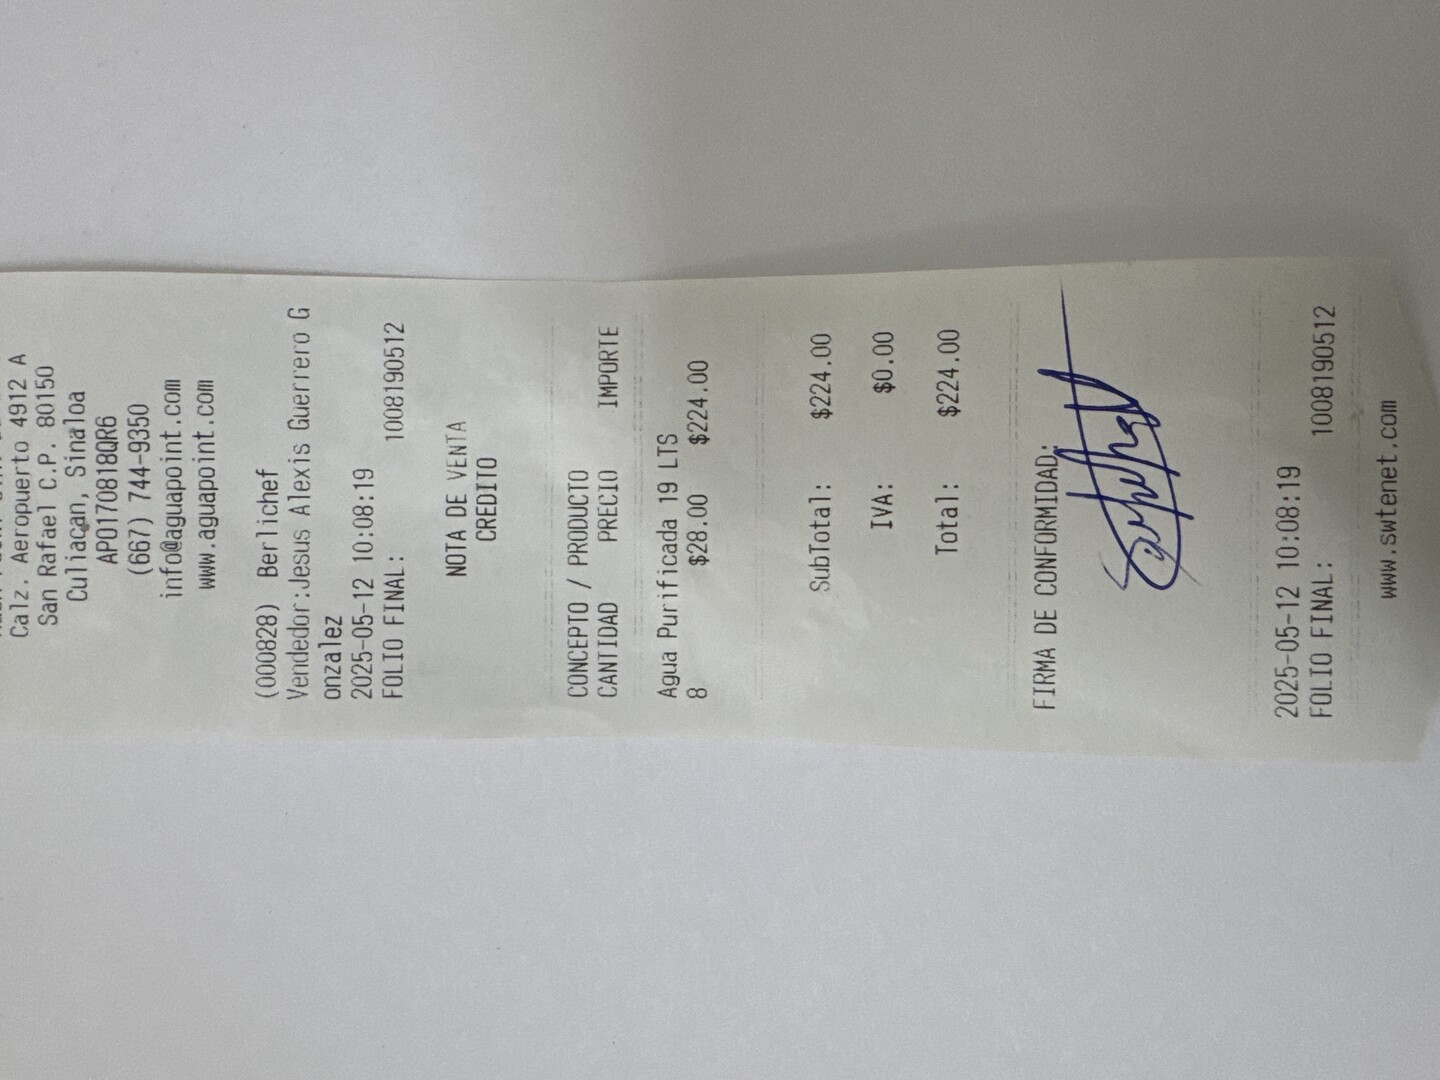 Calz. Aeropuerto 4912 A
San Rafael C.P. 80150
Culiacan, Sinaloa
APO170818QR6
(667) 744-9350
info@aguapoint.com
www.aguapoint.com
(000828) Berlichef
Vendedor:Jesus Alexis Guerrero G
onzalez
2025-05-12 10:08:19
FOLIO FINAL: 1008190512
NOTA DE VENTA
CREDITO
CONCEPTO / PRODUCTO
CANTIDAD PRECIO IMPORTE
Agua Purificada 19 LTS
8 $28.00 $224.00
SubTotal: $224.00
IVA: $0.00
Total: $224.00
FIRMA DE CONFORMIDAD:
2025-05-12 10:08:19
FOLIO FINAL: 1008190512
www.swtenet.com